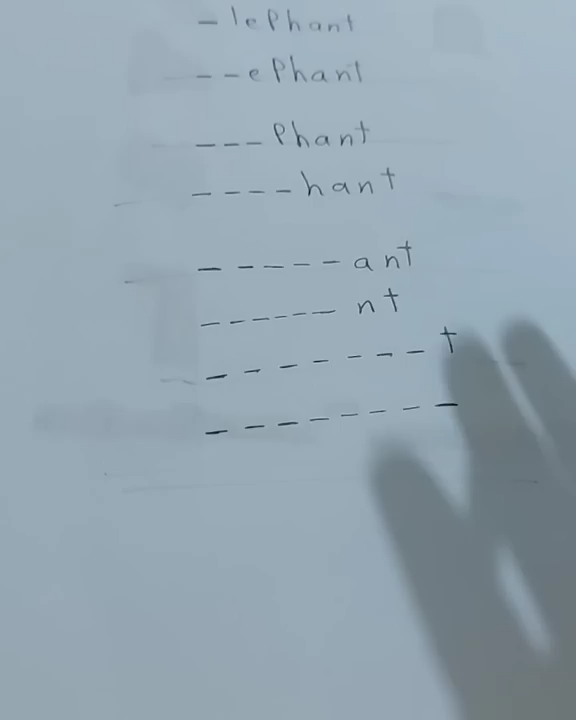 - lePhant
- - ePhant
- - - Phant
- - - - hant
- - - - - ant
- - - - - - nt
- - - - - - - t
- - - - - - - -